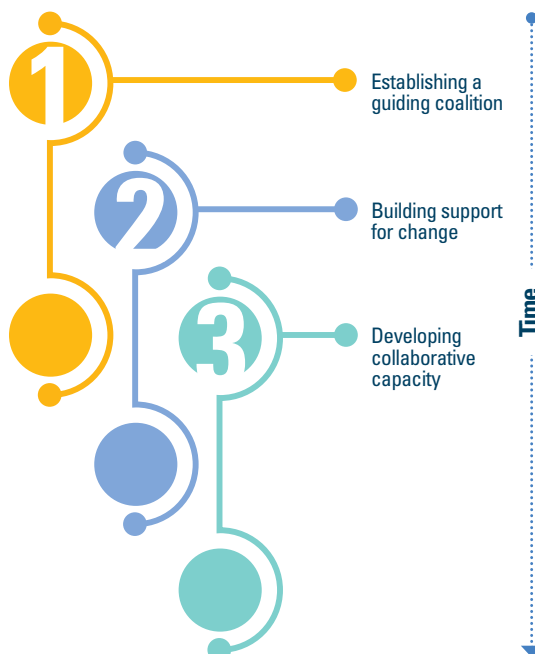 1
Establishing a
guiding coalition
2
Building support
for change
Time
3
Developing
collaborative
capacity